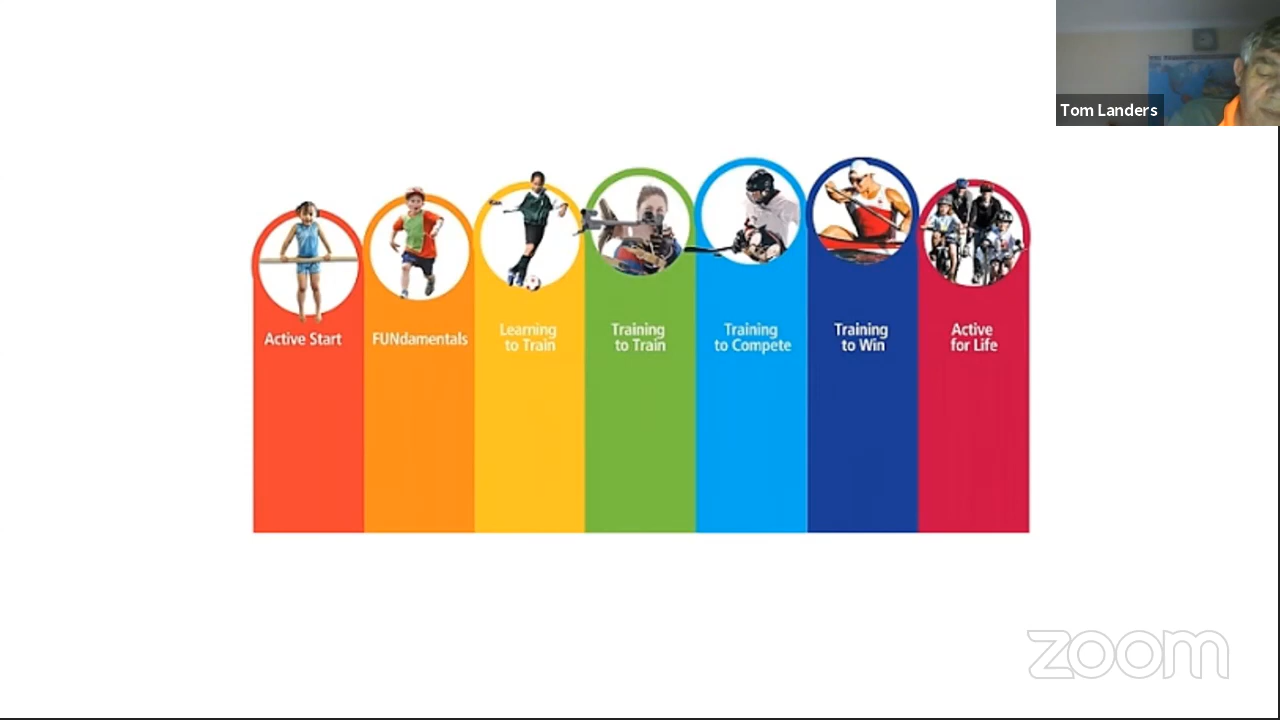 Tom Landers
Active Start
FUNdamentals
Learning
to Train
Training
to Train
Training
to Compete
Training
to Win
Active
for Life
zoom